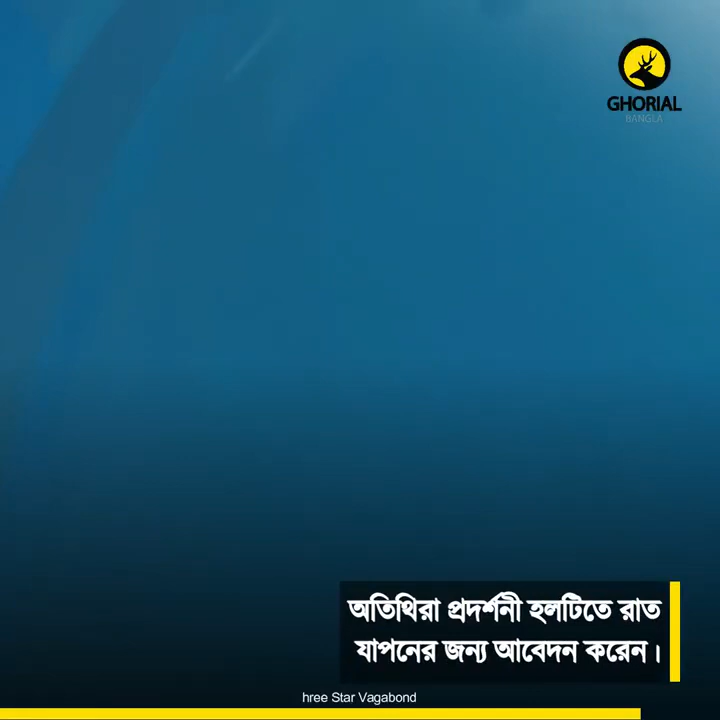 GHORIAL
BANGLA
অতিথিরা প্রদর্শনী হলটিতে রাত
যাপনের জন্য আবেদন করেন।
hree Star Vagabond